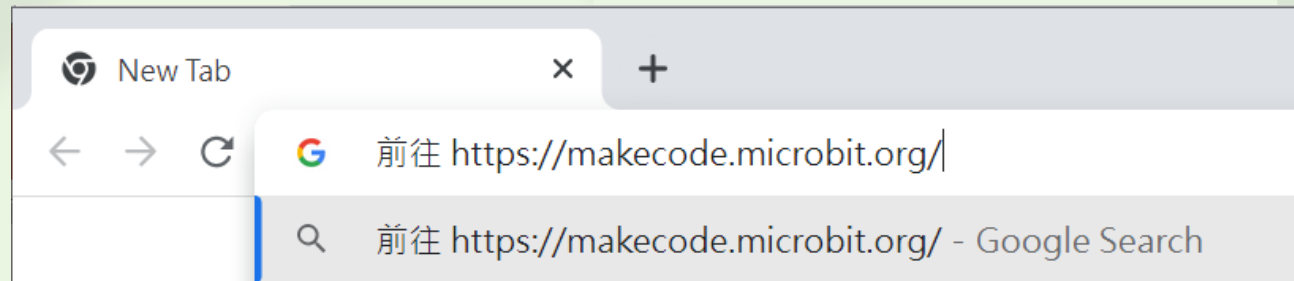 New Tab
前往 https://makecode.microbit.org/
前往 https://makecode.microbit.org/ - Google Search